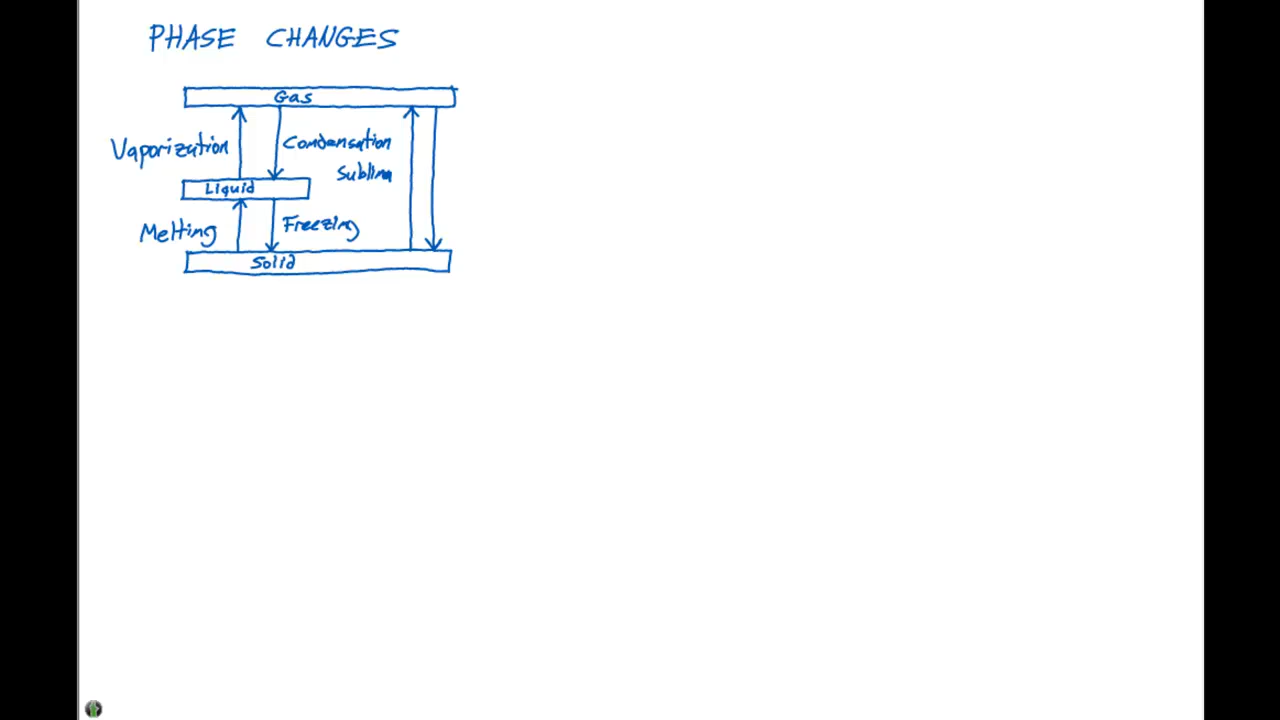 PHASE CHANGES
Gas
Vaporization
Condensation
Sublim
Liquid
Melting
Freezing
Solid